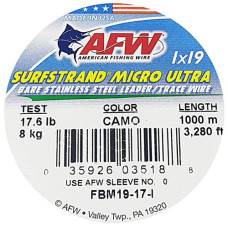 MADE IN USA
AFW
AMERICAN FISHING WIRE
1x19
SURFSTRAND® MICRO ULTRA
BARE STAINLESS STEEL LEADER/TRACE WIRE
TEST COLOR LENGTH
17.6 lb CAMO 1000 m
8 kg 3,280 ft
0 35926 03518 8
USE AFW SLEEVE NO. 0
FBM19-17-I
© AFW • Valley Twp., PA 19320